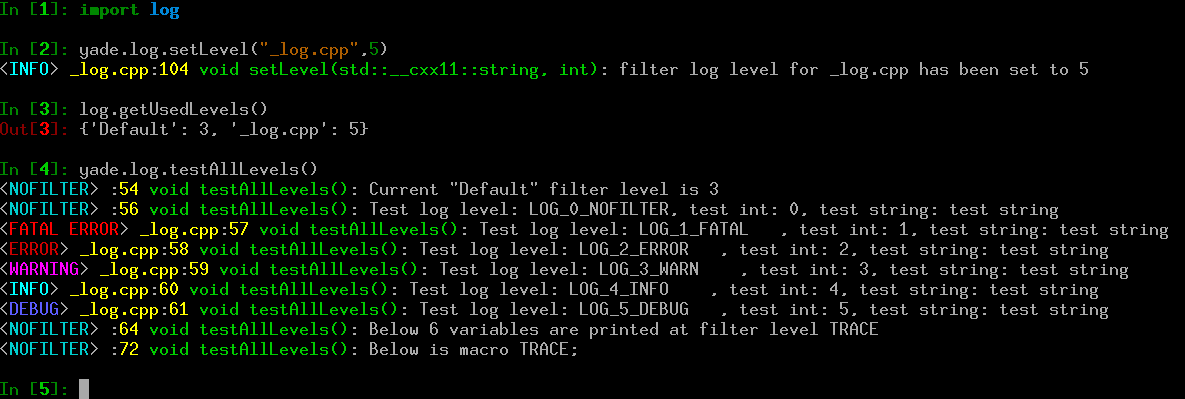 In [1]: import log
In [2]: yade.log.setLevel("_log.cpp",5)
<INFO> _log.cpp:104 void setLevel(std::__cxx11::string, int): filter log level for _log.cpp has been set to 5
In [3]: log.getUsedLevels()
Out[3]: {'Default': 3, '_log.cpp': 5}
In [4]: yade.log.testAllLevels()
<NOFILTER> :54 void testAllLevels(): Current "Default" filter level is 3
<NOFILTER> :56 void testAllLevels(): Test log level: LOG_0_NOFILTER, test int: 0, test string: test string
<FATAL ERROR> _log.cpp:57 void testAllLevels(): Test log level: LOG_1_FATAL   , test int: 1, test string: test string
<ERROR> _log.cpp:58 void testAllLevels(): Test log level: LOG_2_ERROR   , test int: 2, test string: test string
<WARNING> _log.cpp:59 void testAllLevels(): Test log level: LOG_3_WARN    , test int: 3, test string: test string
<INFO> _log.cpp:60 void testAllLevels(): Test log level: LOG_4_INFO    , test int: 4, test string: test string
<DEBUG> _log.cpp:61 void testAllLevels(): Test log level: LOG_5_DEBUG   , test int: 5, test string: test string
<NOFILTER> :64 void testAllLevels(): Below 6 variables are printed at filter level TRACE
<NOFILTER> :72 void testAllLevels(): Below is macro TRACE;
In [5]: